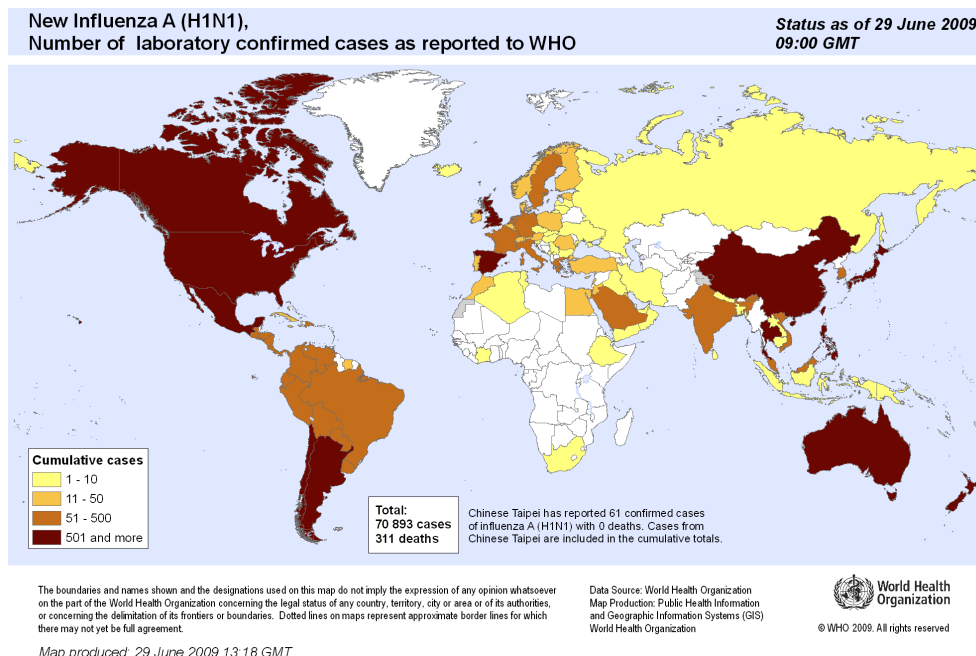 New Influenza A (H1N1),
Number of laboratory confirmed cases as reported to WHO
Status as of 29 June 2009
09:00 GMT
Cumulative cases
1 - 10
11 - 50
51 - 500
501 and more
Total:
70 893 cases
311 deaths
Chinese Taipei has reported 61 confirmed cases
of influenza A (H1N1) with 0 deaths. Cases from
Chinese Taipei are included in the cumulative totals.
The boundaries and names shown and the designations used on this map do not imply the expression of any opinion whatsoever
on the part of the World Health Organization concerning the legal status of any country, territory, city or area or of its authorities,
or concerning the delimitation of its frontiers or boundaries. Dotted lines on maps represent approximate border lines for which
there may not yet be full agreement.
Data Source: World Health Organization
Map Production: Public Health Information
and Geographic Information Systems (GIS)
World Health Organization
World Health
Organization
© WHO 2009. All rights reserved
Map produced: 29 June 2009 13:18 GMT